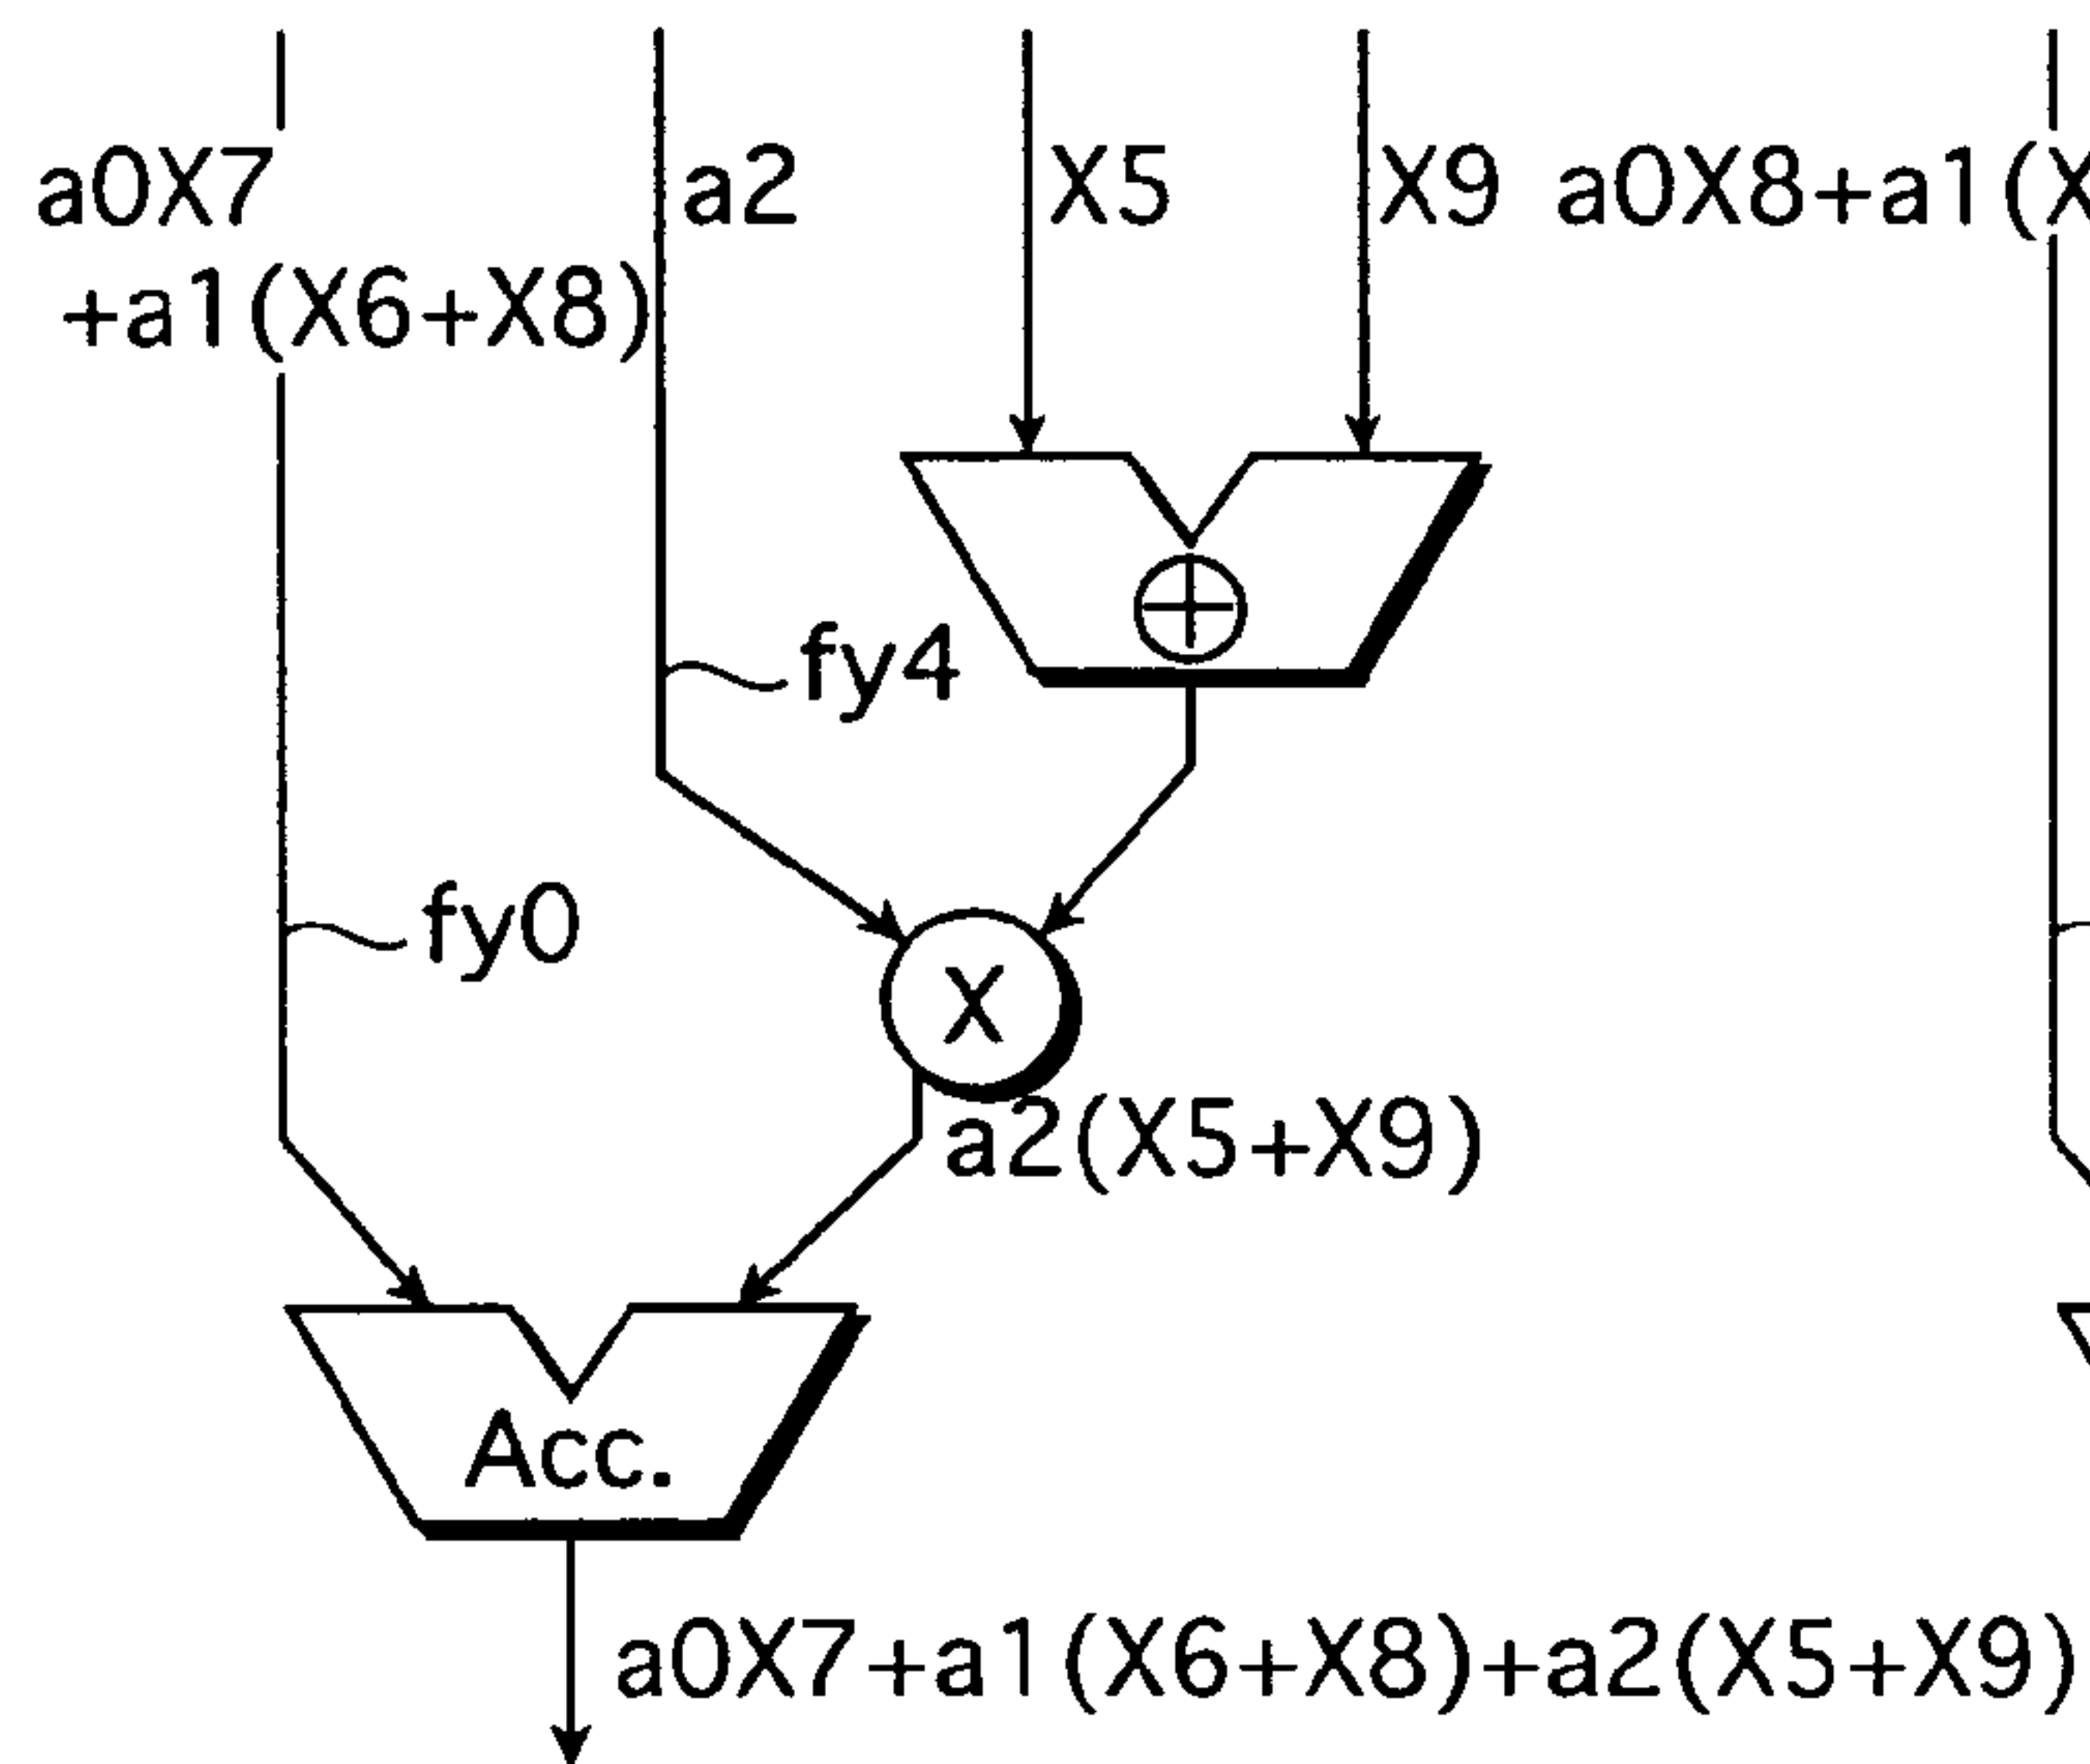 a0X7
+a1(X6+X8)
a2
X5
X9
a0X8+a1(X
fy4
fy0
X
a2(X5+X9)
Acc.
a0X7+a1(X6+X8)+a2(X5+X9)